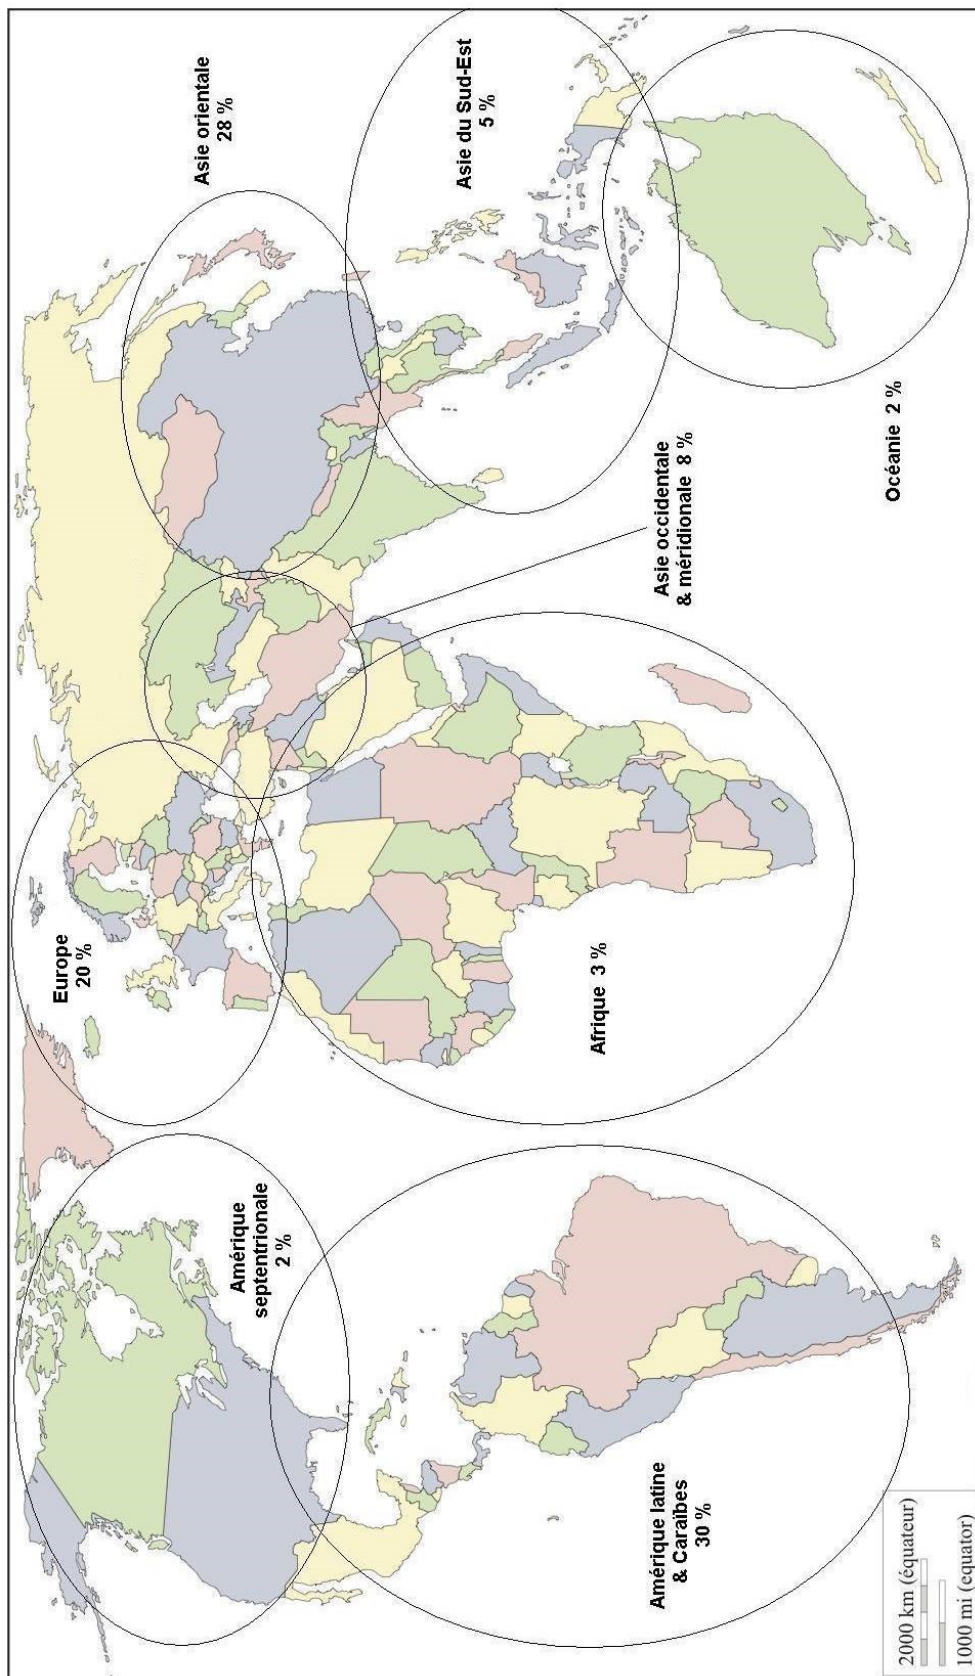 Amérique
septentrionale
2 %
Europe
20 %
Asie orientale
28 %
Asie du Sud-Est
5 %
Asie occidentale
& méridionale 8 %
Amérique latine
& Caraïbes
30 %
Afrique 3 %
Océanie 2 %
2000 km (équateur)
1000 mi (equator)